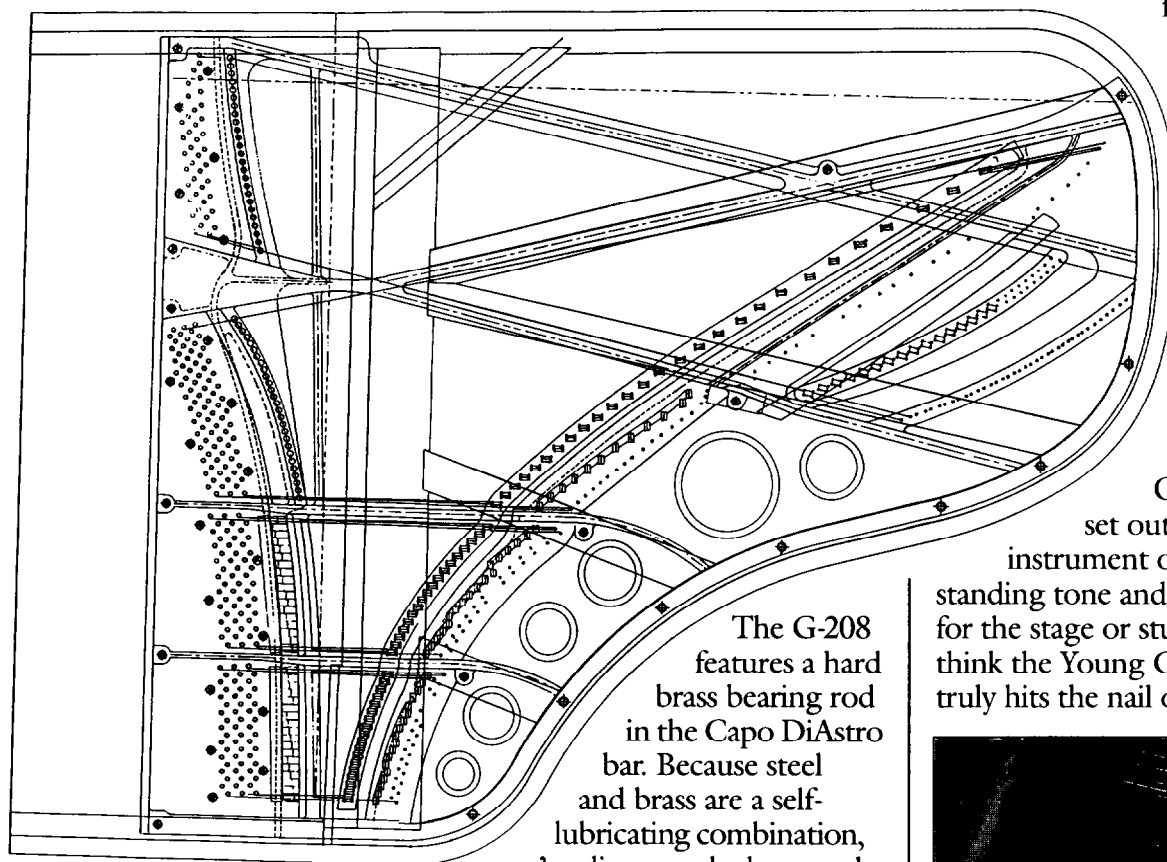 The G-208
features a hard
brass bearing rod
in the Capo DiAstro
bar. Because steel
and brass are a self-
lubricating combination,
set out
instrument
standing tone and
for the stage or
think the Young
truly hits the nail